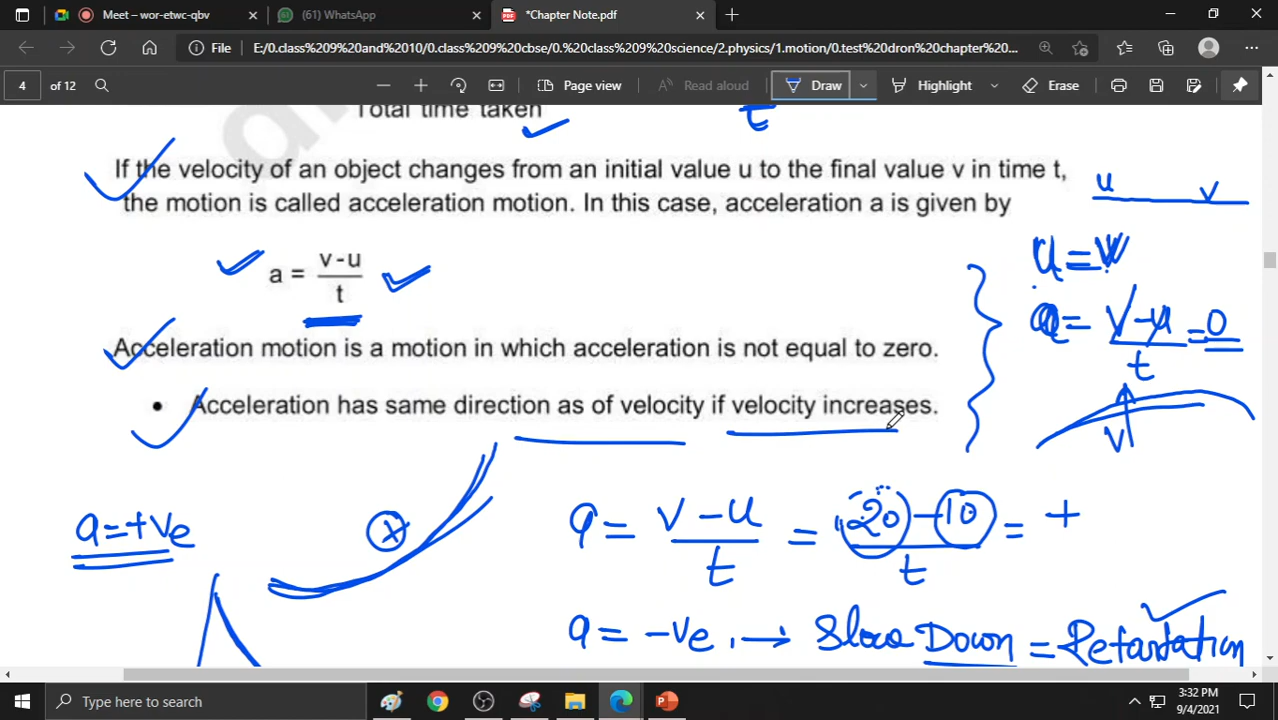 Meet – wor-etwc-qbv
(61) WhatsApp
*Chapter Note.pdf
File
E:/0.class%209%20and%2010/0.class%209%20cbse/0.%20class%209%20science/2.physics/1.motion/0.test%20dron%20chapter%20...
4 of 12
Page view
Read aloud
Draw
Highlight
Erase
Total time taken
t
If the velocity of an object changes from an initial value u to the final value v in time t,
the motion is called acceleration motion. In this case, acceleration a is given by
u v
a = v-u
t
u = v
a = v-u = 0
t
Acceleration motion is a motion in which acceleration is not equal to zero.
• Acceleration has same direction as of velocity if velocity increases.
v
a = +ve
x
a = v-u = 20-10 = +
t t
a = -ve. → Slow Down = Retartation
Type here to search
3:32 PM
9/4/2021